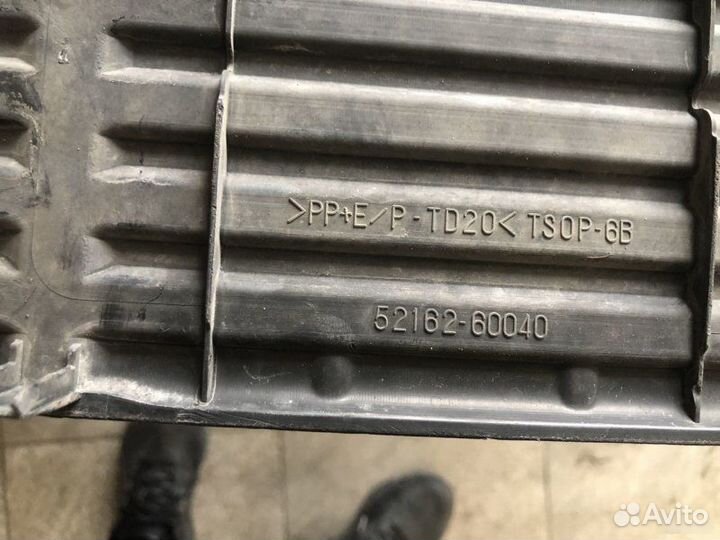 >PP+E/P-TD20< TSOP-6B
52162-60040
Avito